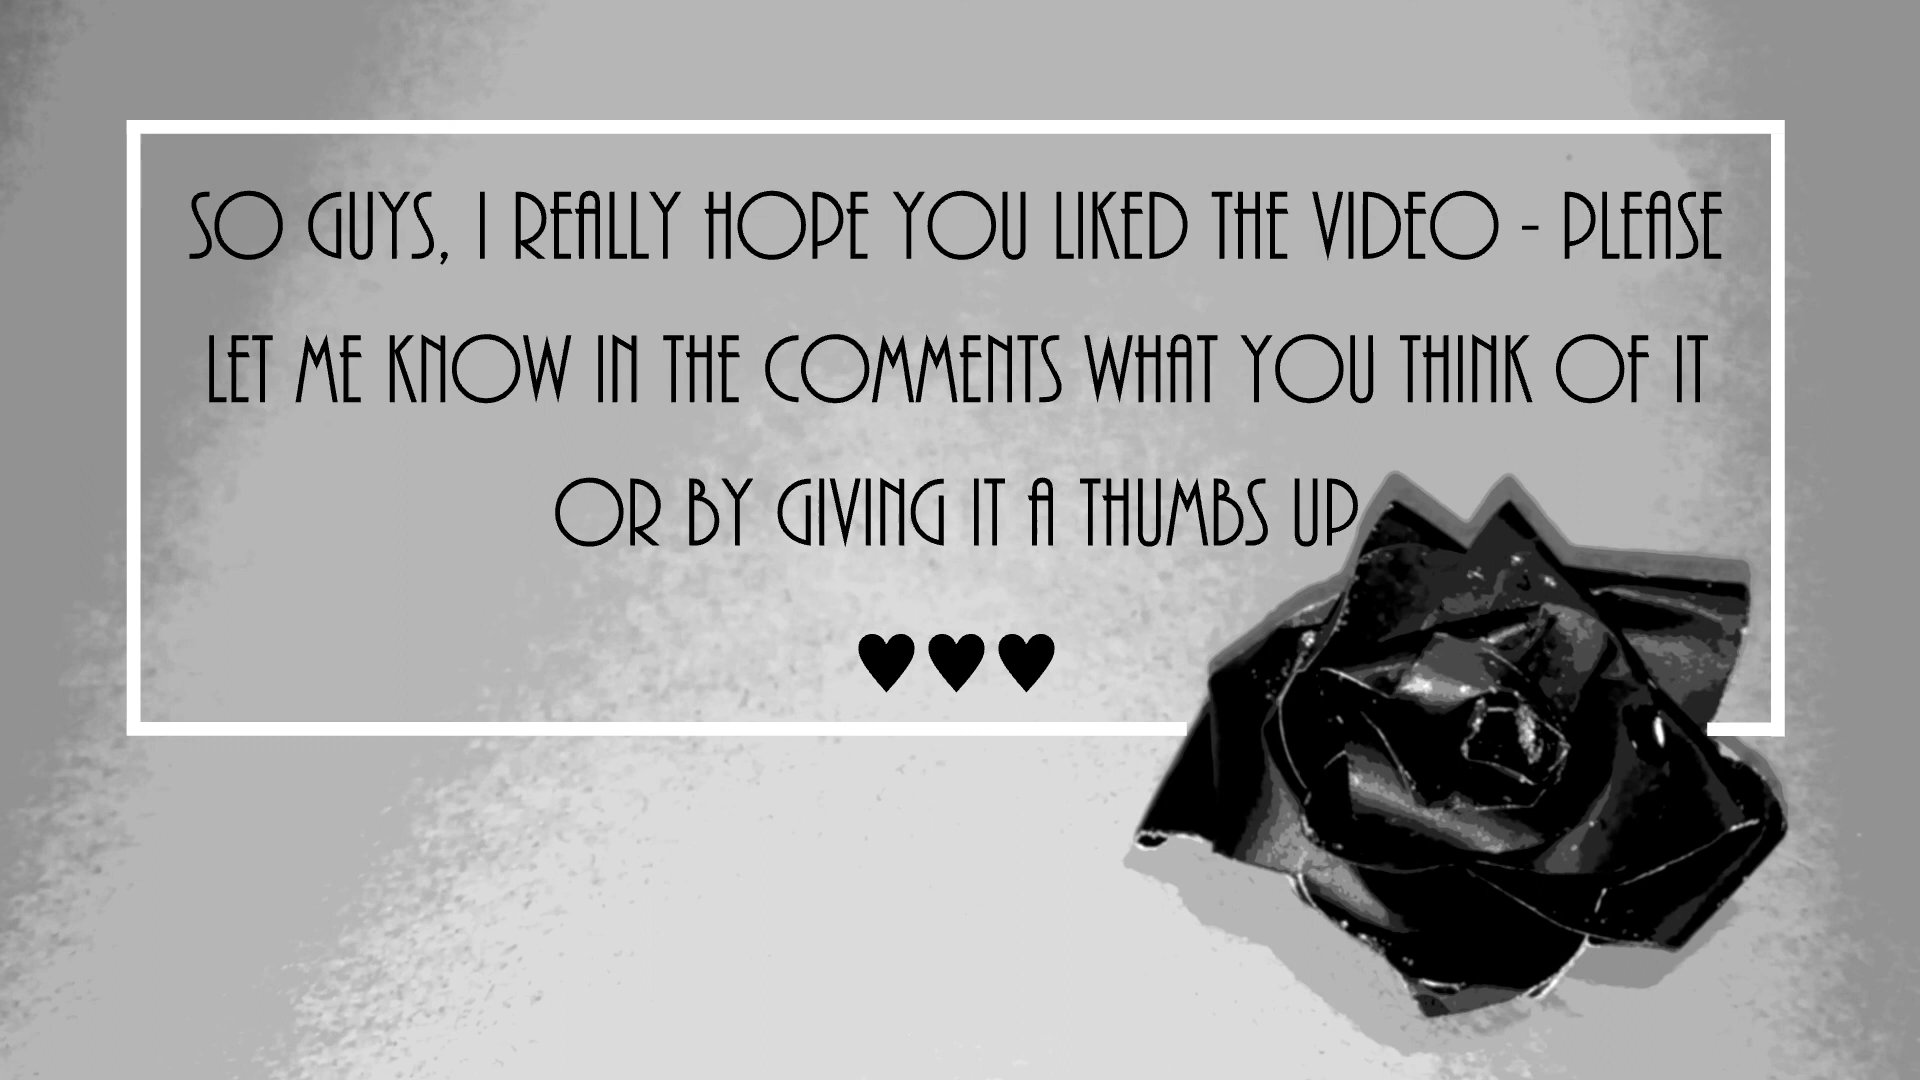 SO GUYS, I REALLY HOPE YOU LIKED THE VIDEO - PLEASE
LET ME KNOW IN THE COMMENTS WHAT YOU THINK OF IT
OR BY GIVING IT A THUMBS UP
♥♥♥